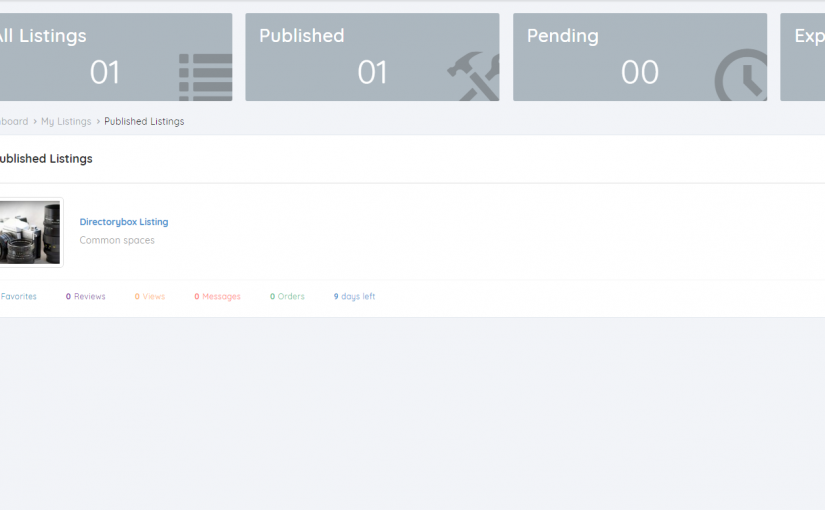 All Listings
01
Published
01
Pending
00
Exp
board › My Listings › Published Listings
ublished Listings
Directorybox Listing
Common spaces
Favorites 0 Reviews 0 Views 0 Messages 0 Orders 9 days left